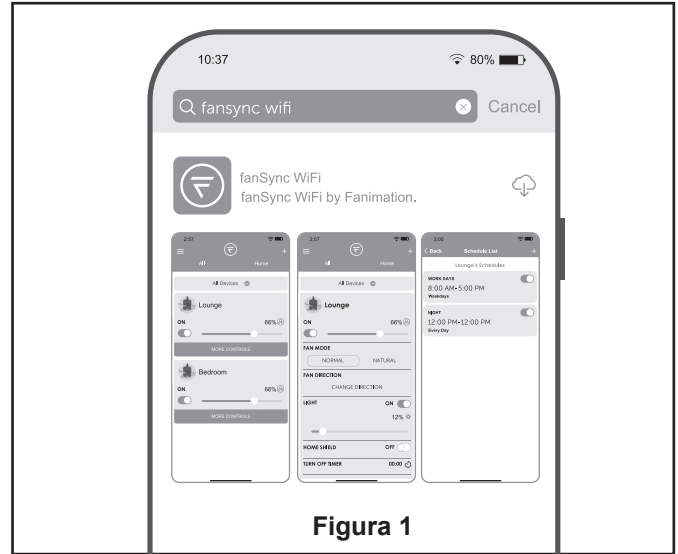 10:37
80%
fansync wifi
Cancel
fanSync WiFi
fanSync WiFi by Fanimation.
2:57
All Home
All Devices
Lounge
ON 66%
MORE CONTROLS
Bedroom
ON 66%
MORE CONTROLS
2:57
All Home
All Devices
Lounge
ON 66%
FAN MODE
NORMAL NATURAL
FAN DIRECTION
CHANGE DIRECTION
LIGHT ON
12%
HOME SHIELD OFF
TURN OFF TIMER 00:00
3:00
Back Schedule List +
Lounge's Schedules
WORK DAYS
8:00 AM-5:00 PM
Weekdays
NIGHT
12:00 PM-12:00 PM
Every Day
Figura 1